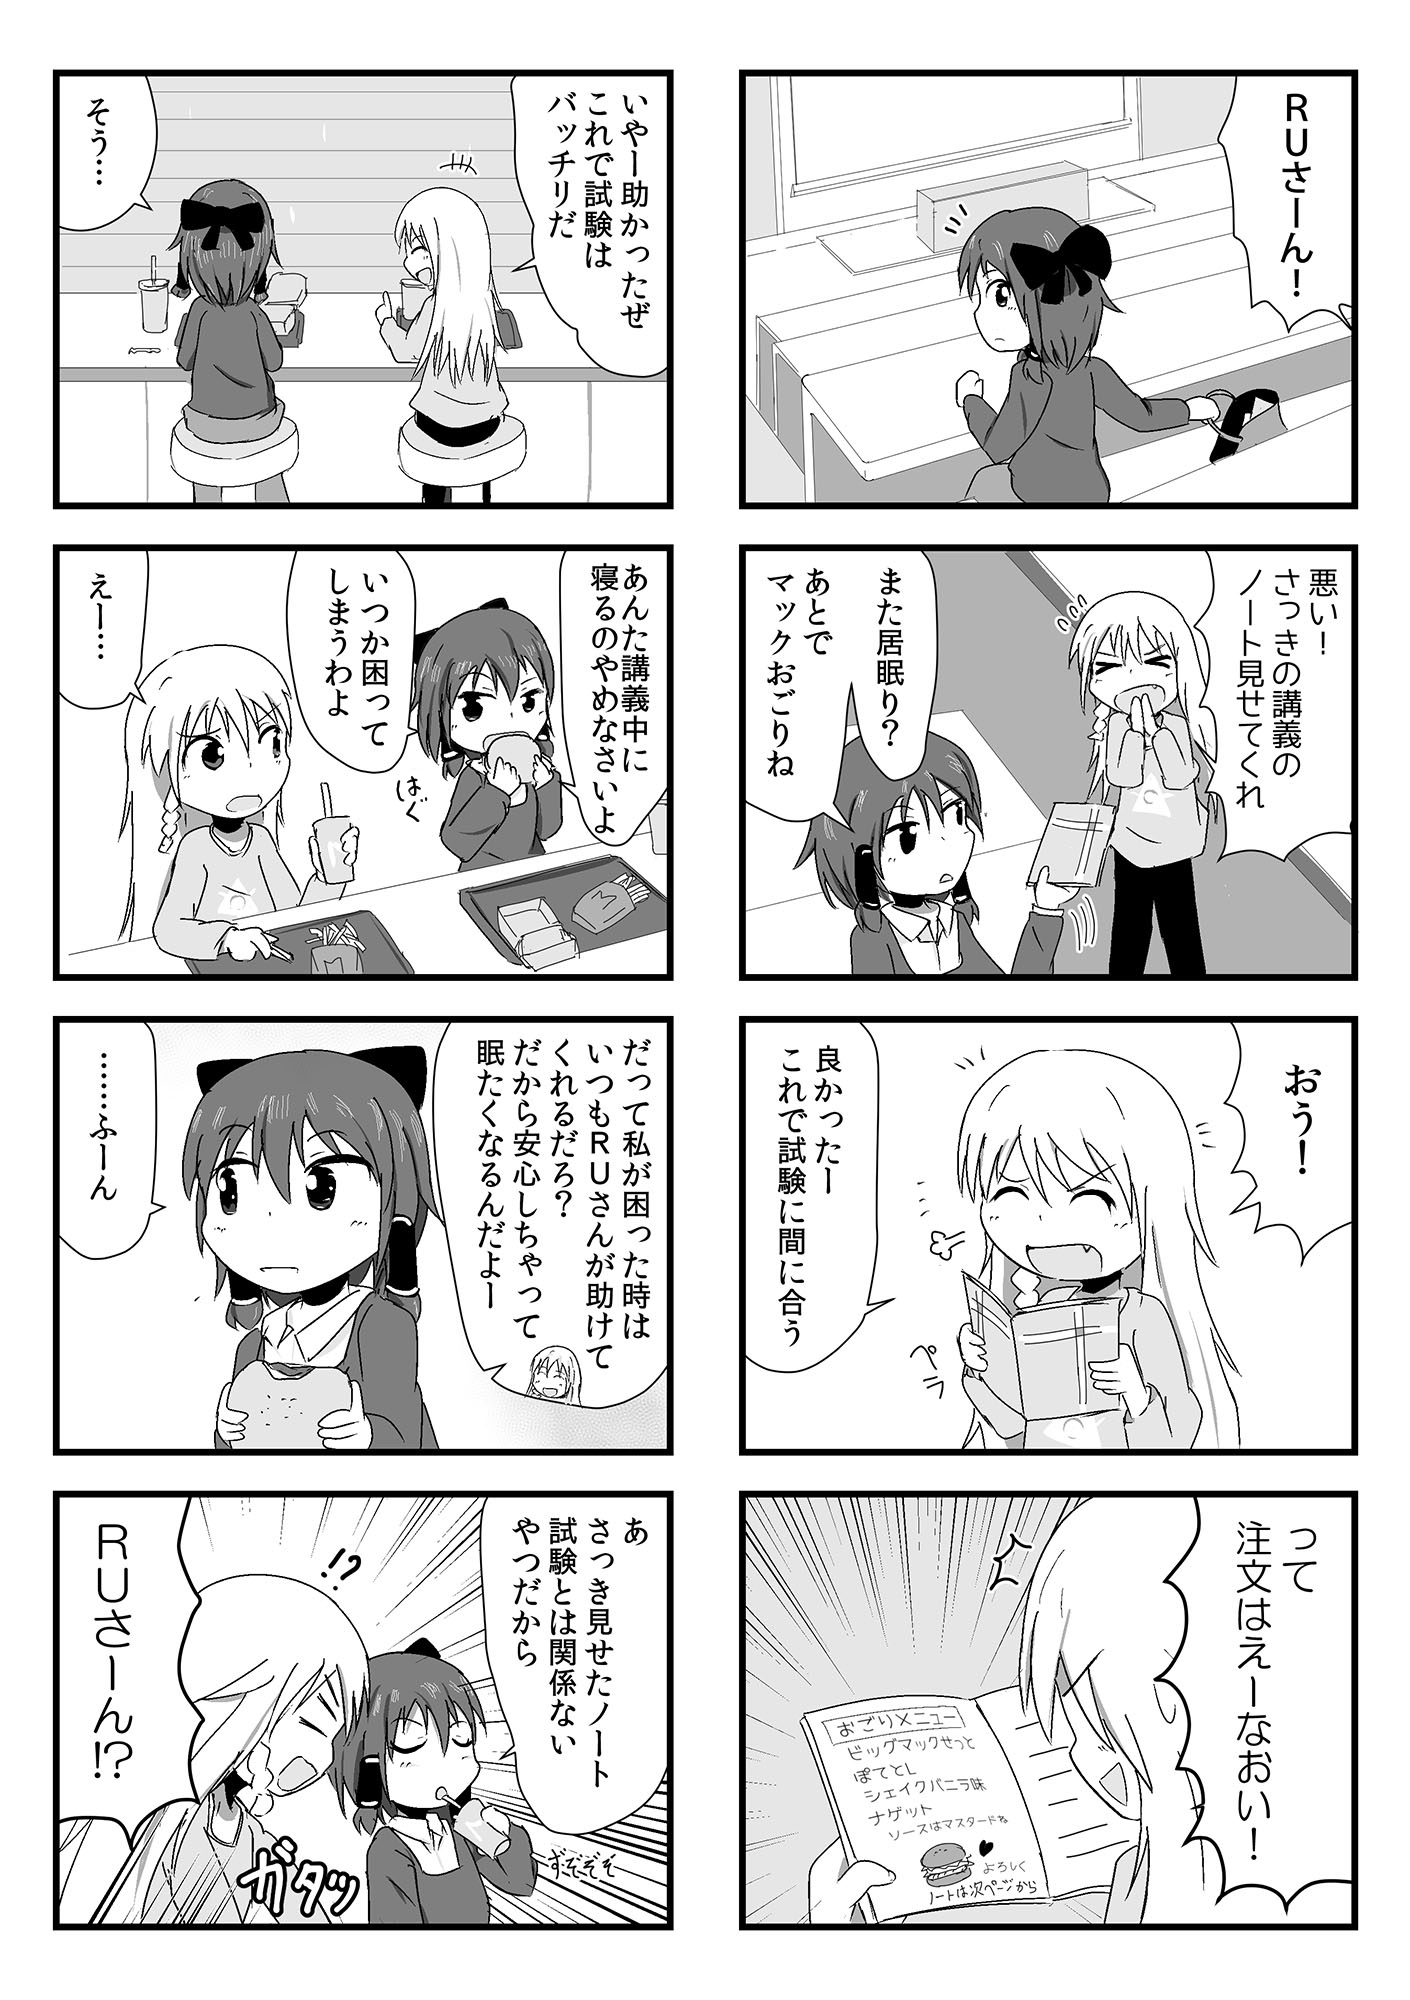 RUさーん！
悪い！
さっきの講義の
ノート見せてくれ
また居眠り？
あとで
マックおごりね
おう！
良かったー
これで試験に間に合う
ペラ
って
注文はえーなおい！
おごりメニュー
ビッグマックせっと
ぽてとL
シェイクバニラ味
ナゲット
ソースはマスタードね
よろしく
ノートは次ページから
いやー助かったぜ
これで試験は
バッチリだ
そう…
あんた講義中に
寝るのやめなさいよ
いつか困って
しまうわよ
はぐ
えー…
だって私が困った時は
いつもRUさんが助けて
くれるだろ？
だから安心しちゃって
眠たくなるんだよー
……ふーん
あ
さっき見せたノート
試験とは関係ない
やつだから
ずぞぞぞ
!?
RUさーん!?
ガタッ